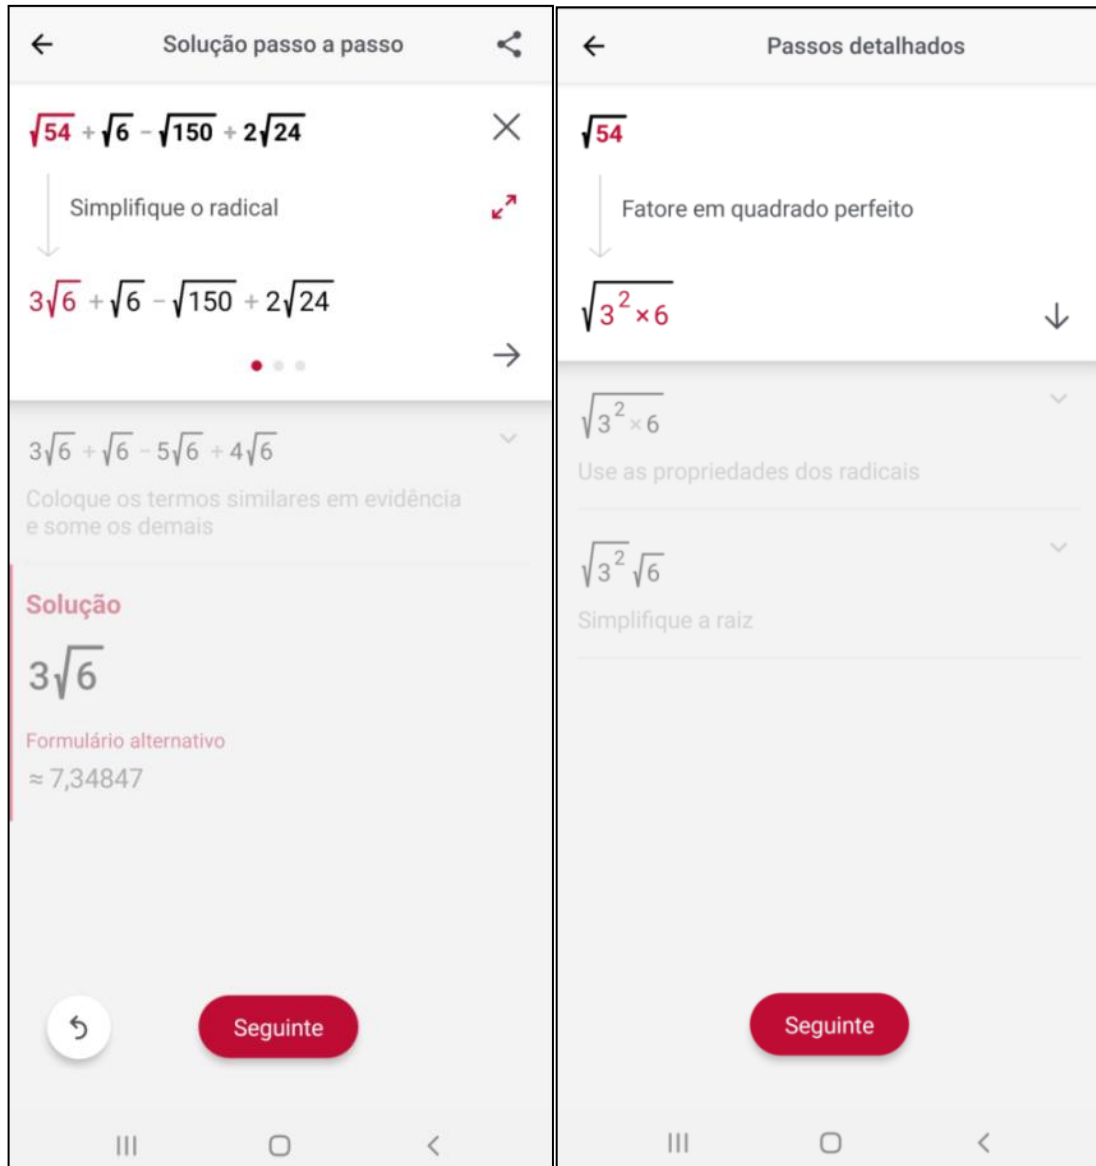 Solução passo a passo
√54 + √6 - √150 + 2√24
Simplifique o radical
3√6 + √6 - √150 + 2√24
3√6 + √6 - 5√6 + 4√6
Coloque os termos similares em evidência
e some os demais
Solução
3√6
Formulário alternativo
≈ 7,34847
Seguinte
Passos detalhados
√54
Fatore em quadrado perfeito
√(3² × 6)
√(3² × 6)
Use as propriedades dos radicais
√3² √6
Simplifique a raiz
Seguinte